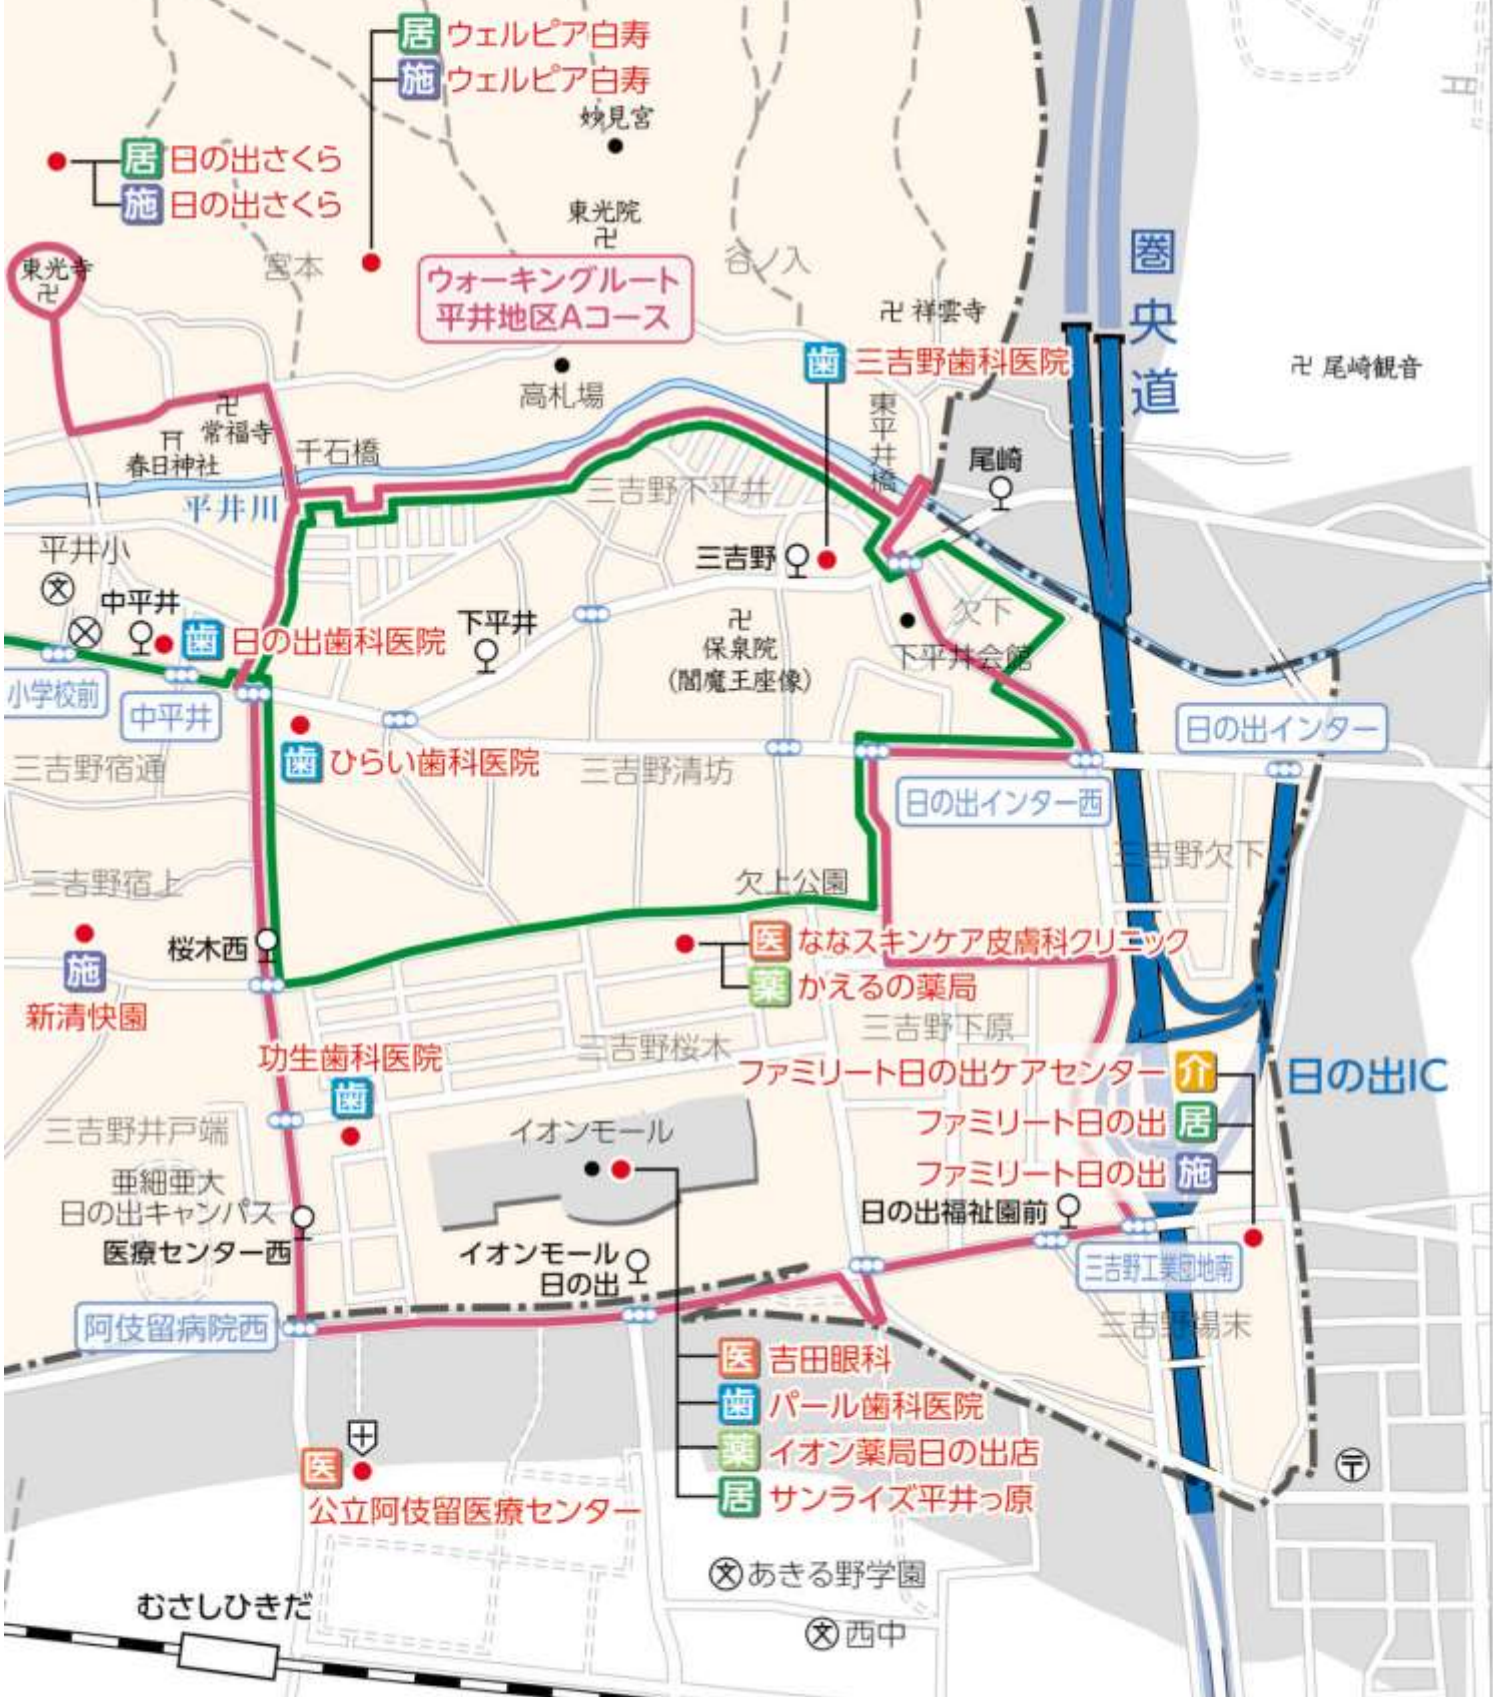 居 ウェルピア白寿
施 ウェルピア白寿
妙見宮
居 日の出さくら
施 日の出さくら
東光院
卍
宮本
谷ノ入
圏央道
東光寺
卍
ウォーキングルート
平井地区Aコース
卍 祥雲寺
歯 三吉野歯科医院
卍 尾崎観音
高札場
東平井橋
卍
常福寺
春日神社
千石橋
尾崎
平井川
三吉野下平井
平井小
文
三吉野
中平井
歯 日の出歯科医院
下平井
卍
保泉院
(閻魔王座像)
欠下
下平井会館
小学校前
中平井
日の出インター
歯 ひらい歯科医院
三吉野宿通
三吉野清坊
日の出インター西
三吉野欠下
三吉野宿上
欠上公園
桜木西
医 ななスキンケア皮膚科クリニック
薬 かえるの薬局
施
新清快園
三吉野下原
三吉野桜木
功生歯科医院
歯
ファミリート日の出ケアセンター 介
日の出IC
ファミリート日の出 居
ファミリート日の出 施
三吉野井戸端
イオンモール
亜細亜大
日の出キャンパス
医療センター西
日の出福祉園前
イオンモール
日の出
三吉野工業団地南
阿伎留病院西
三吉野場末
医 吉田眼科
歯 パール歯科医院
薬 イオン薬局日の出店
居 サンライズ平井っ原
医
公立阿伎留医療センター
〒
文 あきる野学園
文 西中
むさしひきだ